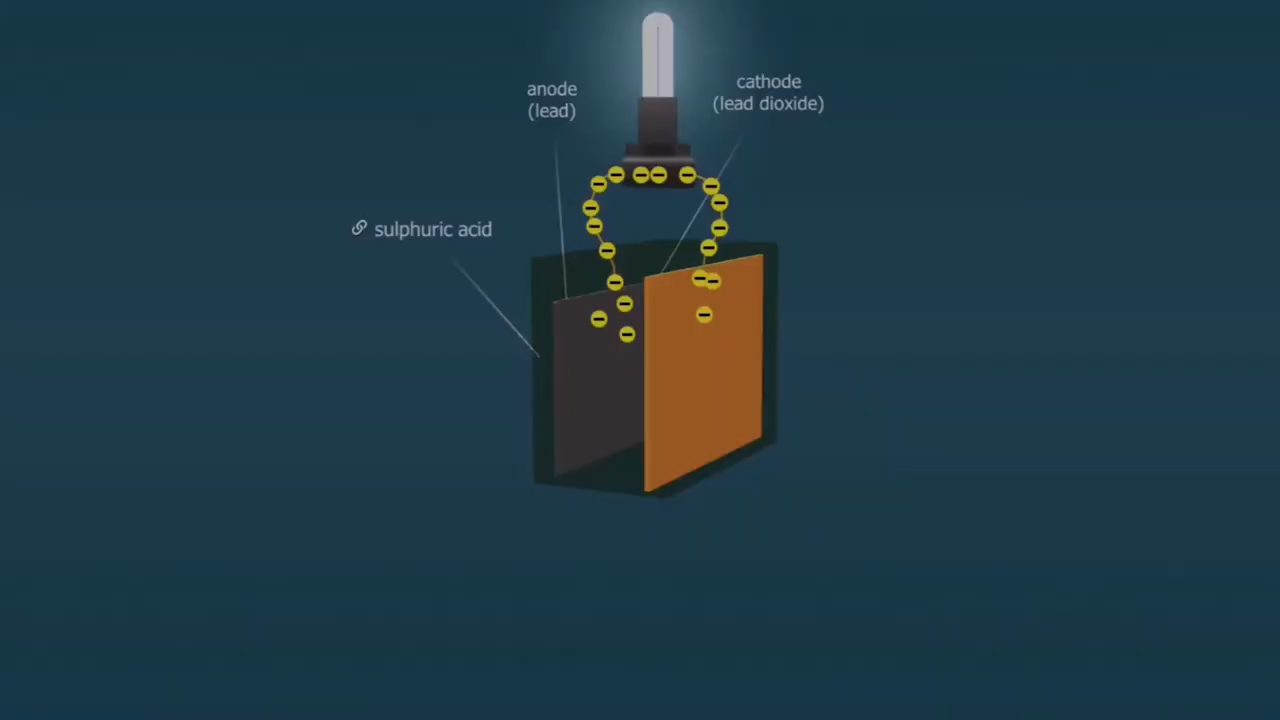 anode
(lead)
cathode
(lead dioxide)
sulphuric acid